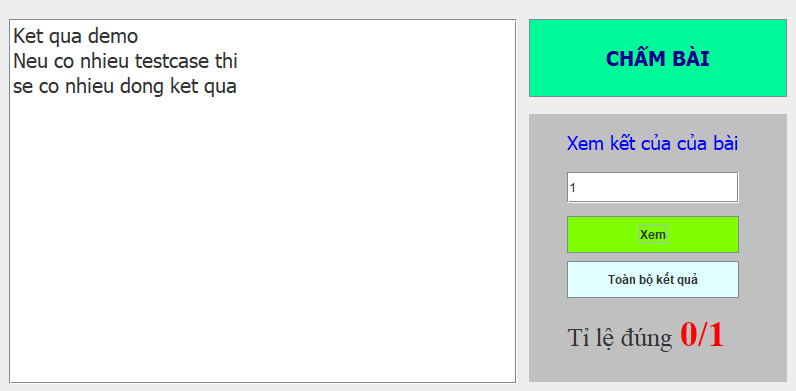 Ket qua demo
Neu co nhieu testcase thi
se co nhieu dong ket qua
CHẤM BÀI
Xem kết của của bài
1
Xem
Toàn bộ kết quả
Tỉ lệ đúng 0/1